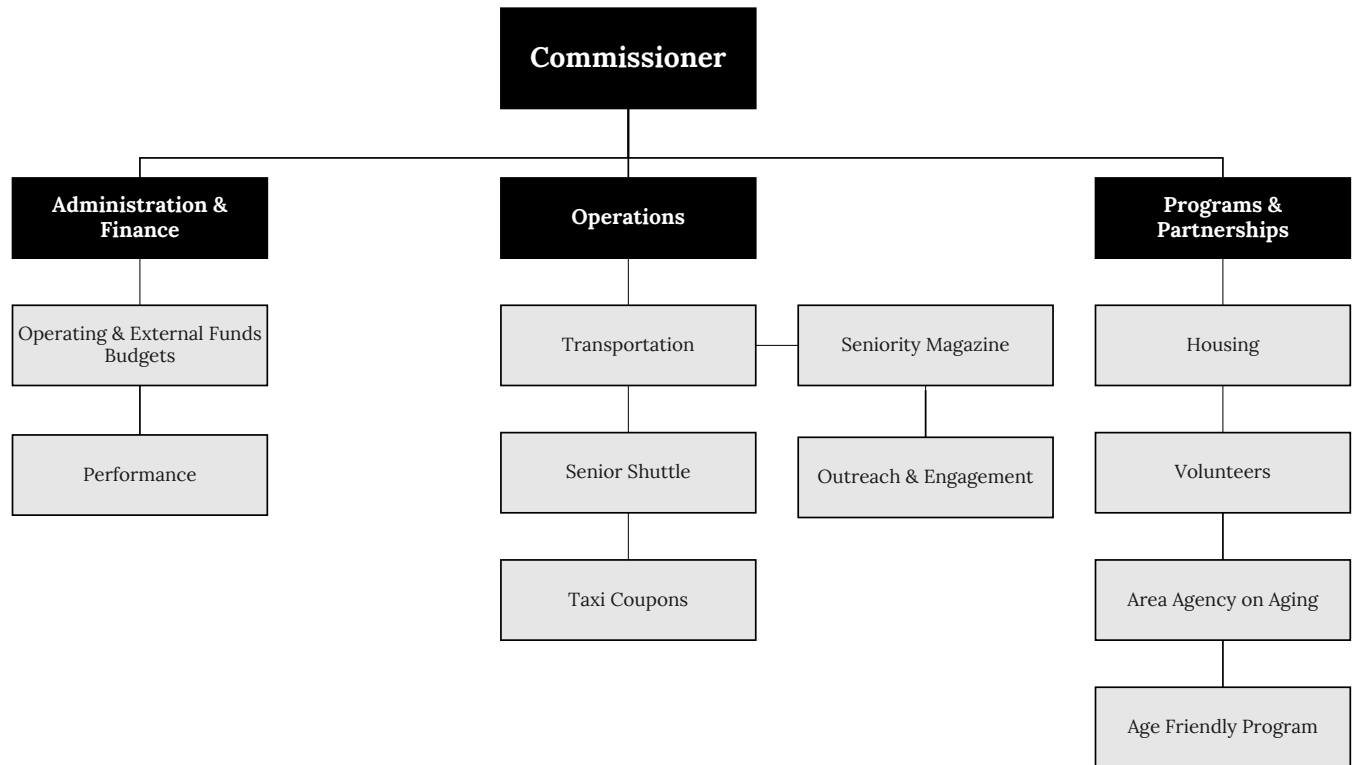 Commissioner
Administration &
Finance
Operations
Programs &
Partnerships
Operating & External Funds
Budgets
Transportation
Seniority Magazine
Housing
Performance
Senior Shuttle
Outreach & Engagement
Volunteers
Taxi Coupons
Area Agency on Aging
Age Friendly Program